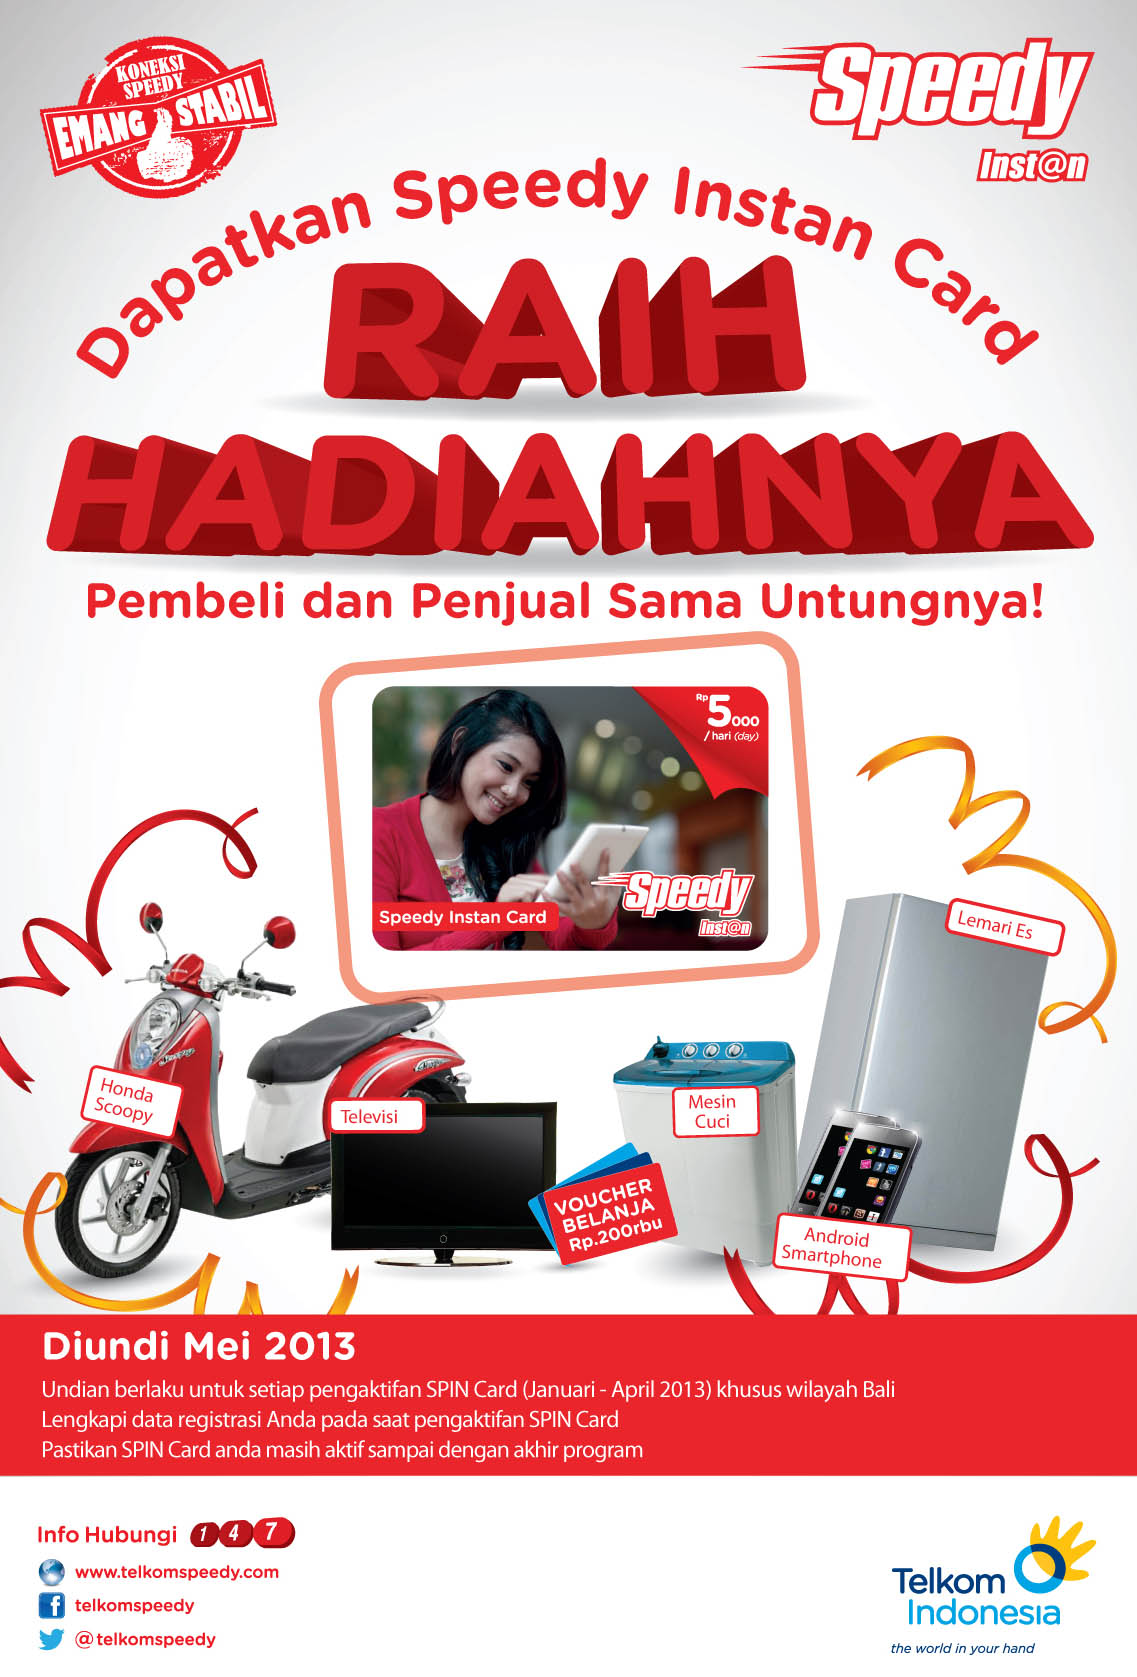 KONEKSI
SPEEDY
EMANG STABIL
Speedy
Inst@n
Dapatkan Speedy Instan Card
RAIH
HADIAHNYA
Pembeli dan Penjual Sama Untungnya!
Rp 5000
/ hari (day)
Speedy
Inst@n
Speedy Instan Card
Lemari Es
Honda
Scoopy
Televisi
Mesin
Cuci
VOUCHER
BELANJA
Rp.200rbu
Android
Smartphone
Diundi Mei 2013
Undian berlaku untuk setiap pengaktifan SPIN Card (Januari - April 2013) khusus wilayah Bali
Lengkapi data registrasi Anda pada saat pengaktifan SPIN Card
Pastikan SPIN Card anda masih aktif sampai dengan akhir program
Info Hubungi 147
www.telkomspeedy.com
telkomspeedy
@telkomspeedy
Telkom
Indonesia
the world in your hand